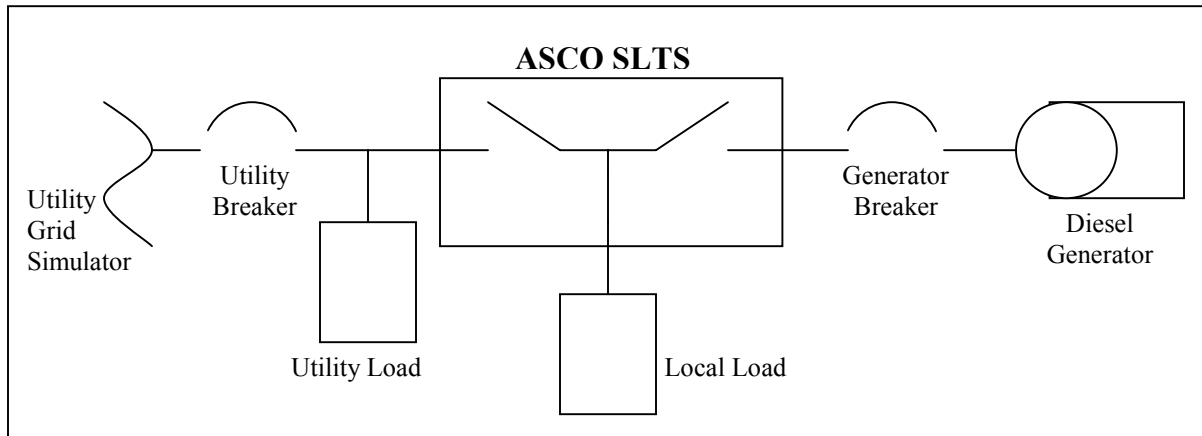 ASCO SLTS
Utility
Grid
Simulator
Utility
Breaker
Utility Load
Local Load
Generator
Breaker
Diesel
Generator